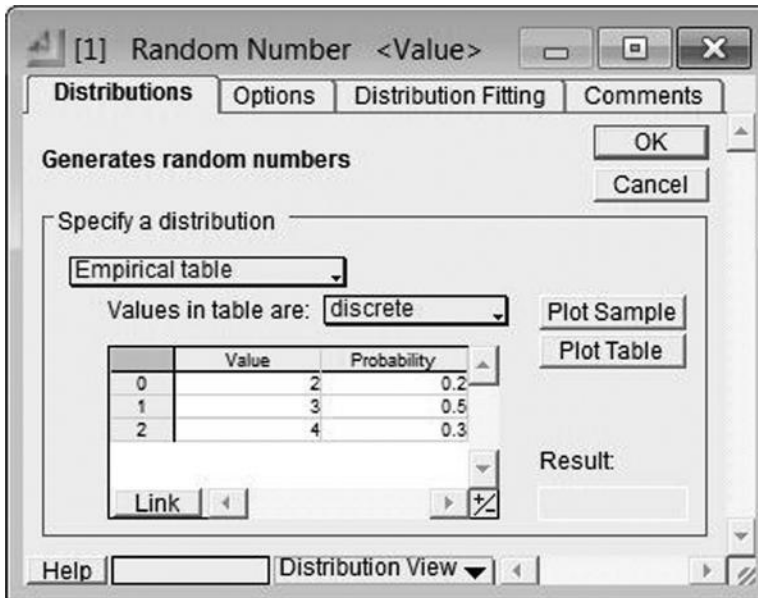 [1] Random Number <Value>
Distributions Options Distribution Fitting Comments
OK
Generates random numbers
Cancel
Specify a distribution
Empirical table
Values in table are: discrete
Plot Sample
Plot Table
Value Probability
0 2 0.2
1 3 0.5
2 4 0.3
Result:
Link
+/-
Help Distribution View